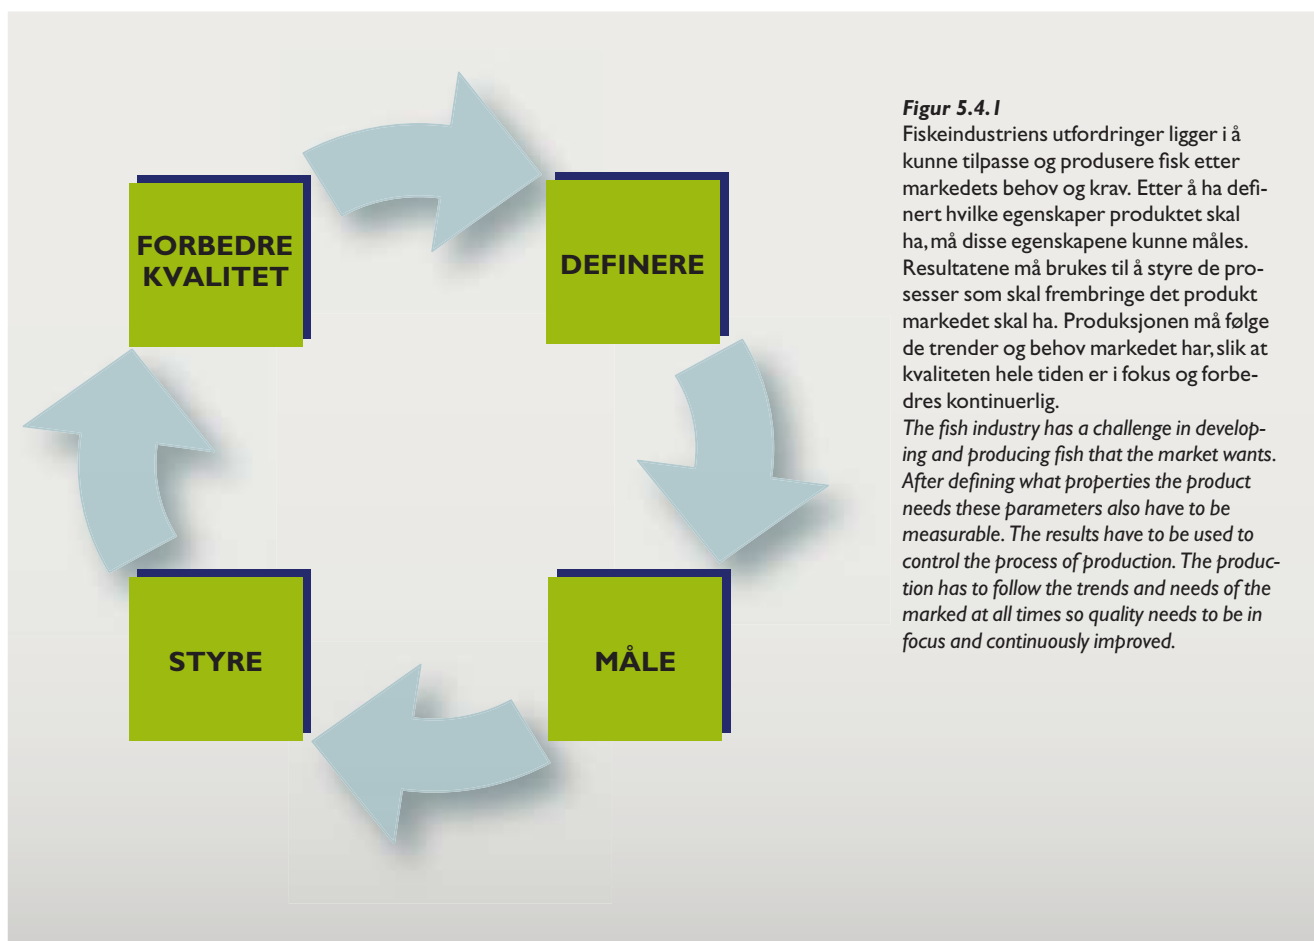 FORBEDRE
KVALITET
DEFINERE
STYRE
MÅLE
Figur 5.4.1
Fiskeindustriens utfordringer ligger i å
kunne tilpasse og produsere fisk etter
markedets behov og krav. Etter å ha defi-
nert hvilke egenskaper produktet skal
ha, må disse egenskapene kunne måles.
Resultatene må brukes til å styre de pro-
sesser som skal frembringe det produkt
markedet skal ha. Produksjonen må følge
de trender og behov markedet har, slik at
kvaliteten hele tiden er i fokus og forbe-
dres kontinuerlig.
The fish industry has a challenge in develop-
ing and producing fish that the market wants.
After defining what properties the product
needs these parameters also have to be
measurable. The results have to be used to
control the process of production. The produc-
tion has to follow the trends and needs of the
marked at all times so quality needs to be in
focus and continuously improved.